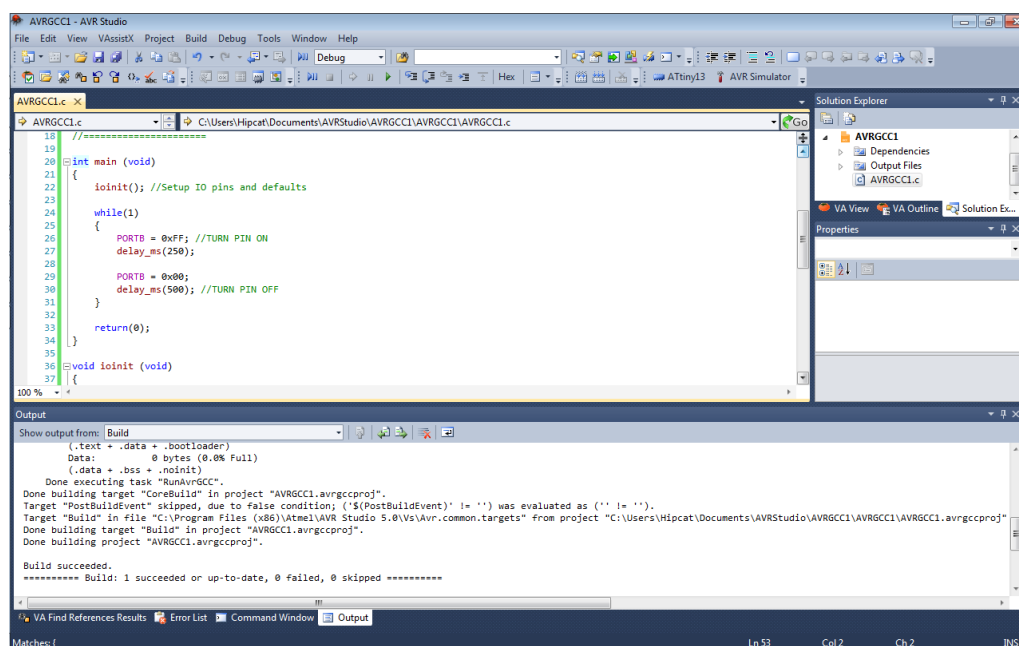 AVRGCC1 - AVR Studio
File Edit View VAssistX Project Build Debug Tools Window Help
Debug
Hex ATtiny13 AVR Simulator
AVRGCC1.c
AVRGCC1.c C:\Users\Hipcat\Documents\AVRStudio\AVRGCC1\AVRGCC1\AVRGCC1.c Go
18 //======================
19
20 int main (void)
21 {
22 ioinit(); //Setup IO pins and defaults
23
24 while(1)
25 {
26 PORTB = 0xFF; //TURN PIN ON
27 delay_ms(250);
28
29 PORTB = 0x00;
30 delay_ms(500); //TURN PIN OFF
31 }
32
33 return(0);
34 }
35
36 void ioinit (void)
37 {
100 %
Solution Explorer
AVRGCC1
Dependencies
Output Files
AVRGCC1.c
VA View VA Outline Solution Ex...
Properties
Output
Show output from: Build
(.text + .data + .bootloader)
Data: 0 bytes (0.0% Full)
(.data + .bss + .noinit)
Done executing task "RunAvrGCC".
Done building target "CoreBuild" in project "AVRGCC1.avrgccproj".
Target "PostBuildEvent" skipped, due to false condition; ('$(PostBuildEvent)' != '') was evaluated as ('' != '').
Target "Build" in file "C:\Program Files (x86)\Atmel\AVR Studio 5.0\Vs\Avr.common.targets" from project "C:\Users\Hipcat\Documents\AVRStudio\AVRGCC1\AVRGCC1\AVRGCC1.avrgccproj"
Done building target "Build" in project "AVRGCC1.avrgccproj".
Done building project "AVRGCC1.avrgccproj".
Build succeeded.
========== Build: 1 succeeded or up-to-date, 0 failed, 0 skipped ==========
VA Find References Results Error List Command Window Output
Matches: { Ln 53 Col 2 Ch 2 INS